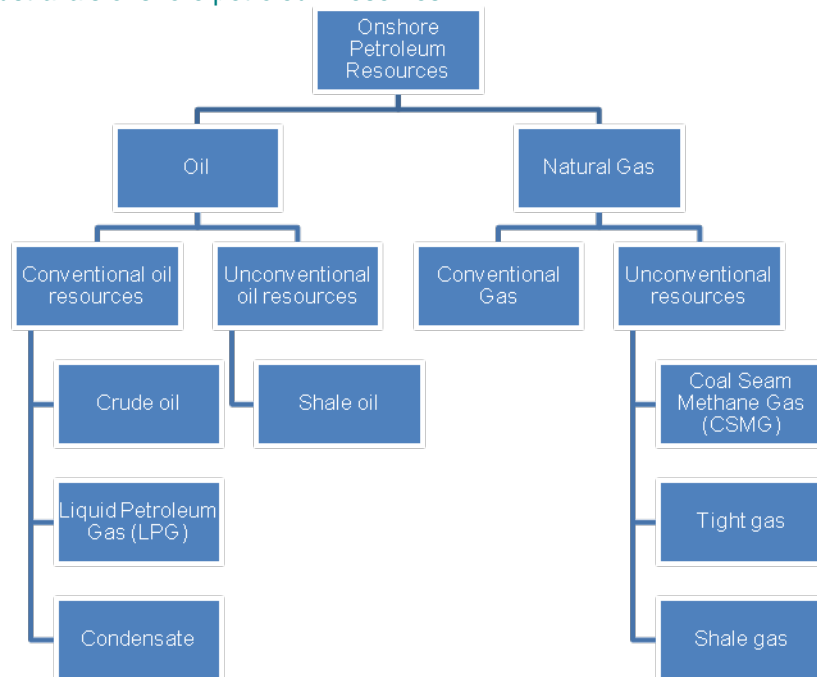 Onshore
Petroleum
Resources
Oil
Natural Gas
Conventional oil
resources
Unconventional
oil resources
Conventional
Gas
Unconventional
resources
Crude oil
Shale oil
Coal Seam
Methane Gas
(CSMG)
Liquid Petroleum
Gas (LPG)
Tight gas
Condensate
Shale gas